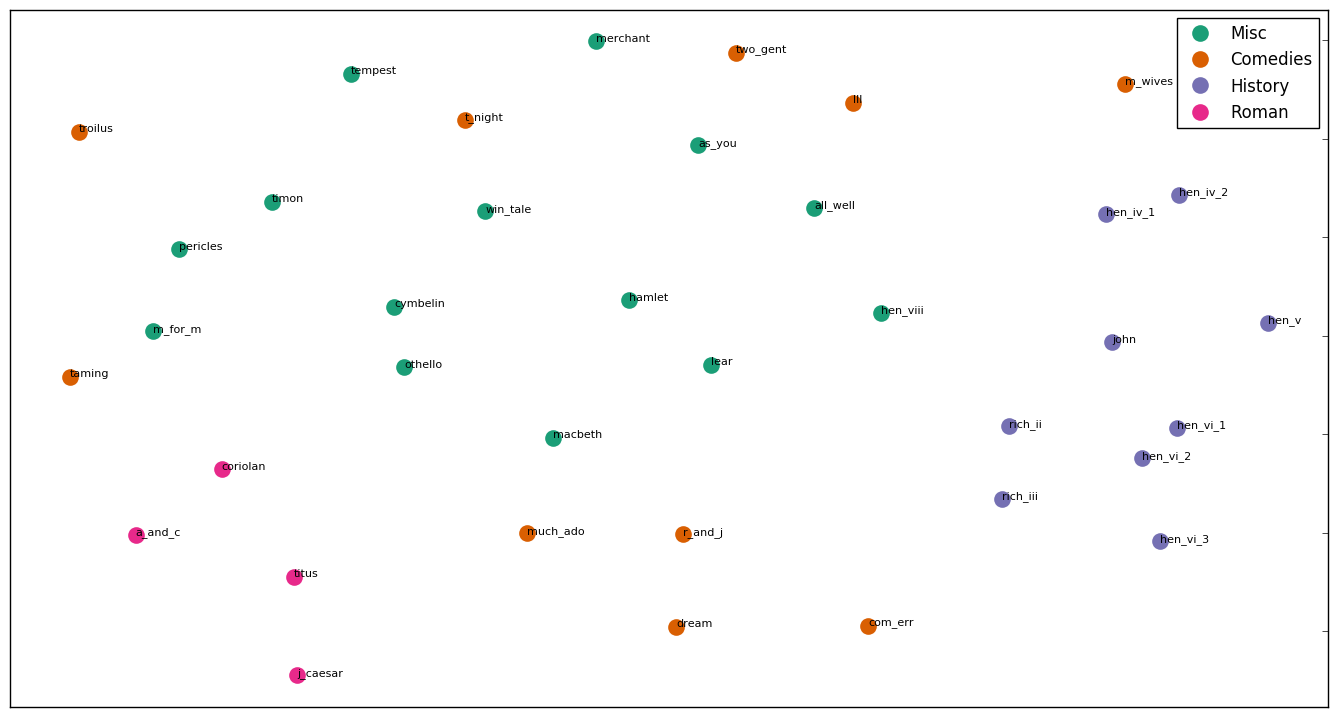 merchant
two_gent
tempest
m_wives
lll
t_night
troilus
as_you
hen_iv_2
timon
all_well
win_tale
hen_iv_1
pericles
hamlet
cymbelin
hen_viii
hen_v
m_for_m
john
lear
othello
taming
rich_ii
hen_vi_1
macbeth
hen_vi_2
coriolan
rich_iii
a_and_c
much_ado
r_and_j
hen_vi_3
titus
dream
com_err
j_caesar
Misc
Comedies
History
Roman